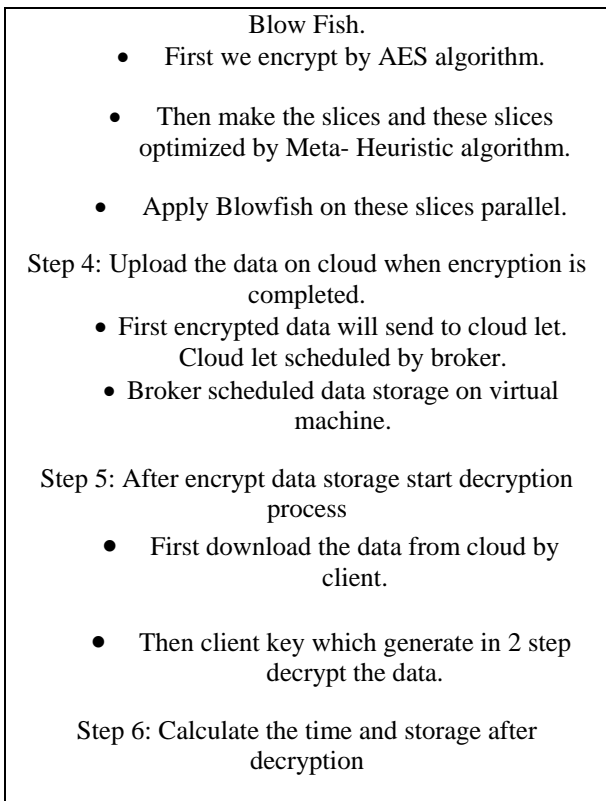 Blow Fish.
• First we encrypt by AES algorithm.
• Then make the slices and these slices
optimized by Meta- Heuristic algorithm.
• Apply Blowfish on these slices parallel.
Step 4: Upload the data on cloud when encryption is
completed.
• First encrypted data will send to cloud let.
Cloud let scheduled by broker.
• Broker scheduled data storage on virtual
machine.
Step 5: After encrypt data storage start decryption
process
• First download the data from cloud by
client.
• Then client key which generate in 2 step
decrypt the data.
Step 6: Calculate the time and storage after
decryption